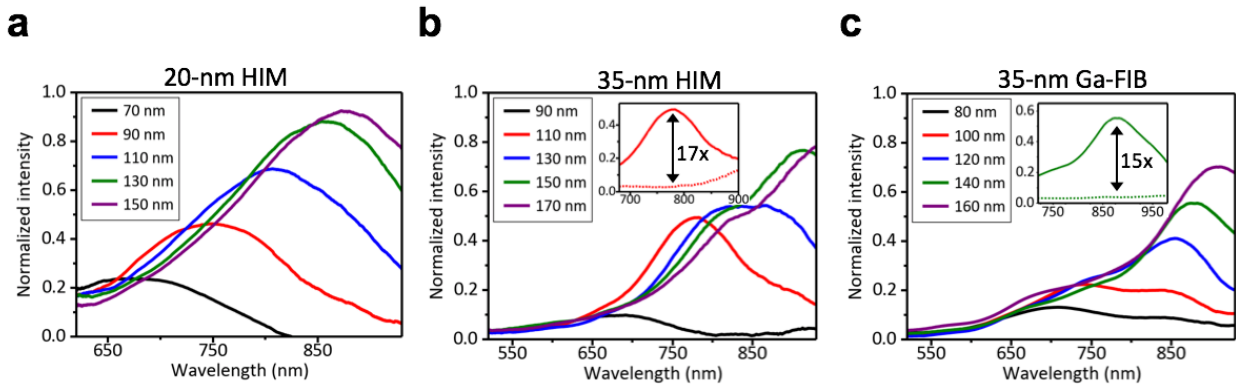 a
20-nm HIM
Normalized intensity
1.0
0.8
0.6
0.4
0.2
0.0
70 nm
90 nm
110 nm
130 nm
150 nm
650
750
850
Wavelength (nm)
b
35-nm HIM
Normalized intensity
1.0
0.8
0.6
0.4
0.2
0.0
90 nm
110 nm
130 nm
150 nm
170 nm
0.4
0.2
0.0
17x
700
800
900
550
650
750
850
Wavelength (nm)
c
35-nm Ga-FIB
Normalized intensity
1.0
0.8
0.6
0.4
0.2
0.0
80 nm
100 nm
120 nm
140 nm
160 nm
0.6
0.4
0.2
0.0
15x
750
850
950
550
650
750
850
Wavelength (nm)